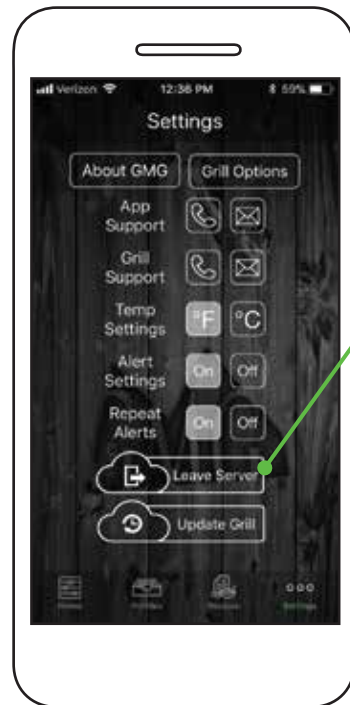 Verizon 12:36 PM 59%
Settings
About GMG Grill Options
App
Support
Grill
Support
Temp
Settings °F °C
Alert
Settings On Off
Repeat
Alerts On Off
Leave Server
Update Grill
Settings